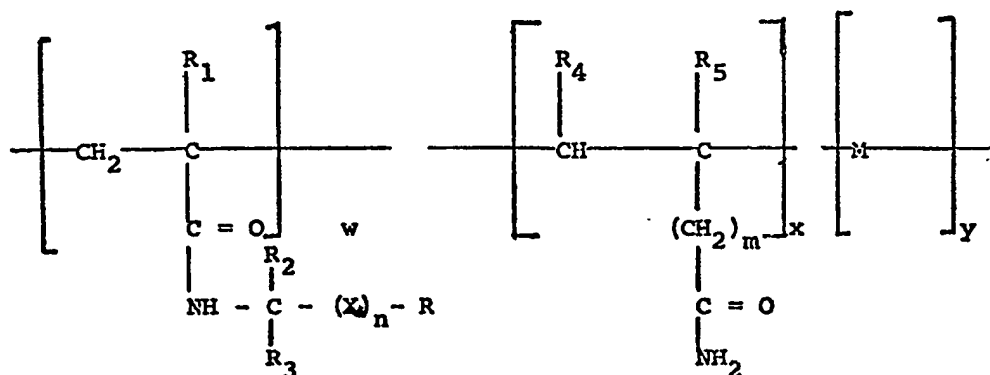 R1 R4 R5
CH2 C CH C M
C = O w (CH2)m x y
R2
NH - C - (X)n - R C = O
R3 NH2